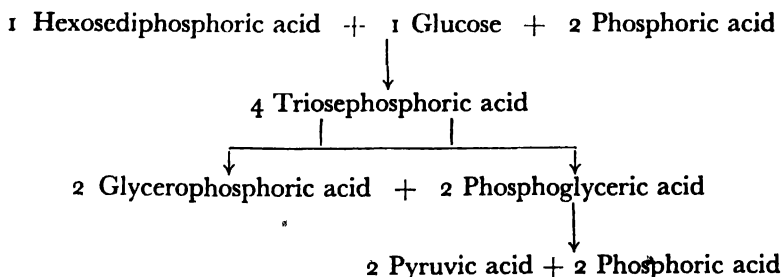 1 Hexosediphosphoric acid + 1 Glucose + 2 Phosphoric acid
4 Triosephosphoric acid
2 Glycerophosphoric acid + 2 Phosphoglyceric acid
2 Pyruvic acid + 2 Phosphoric acid